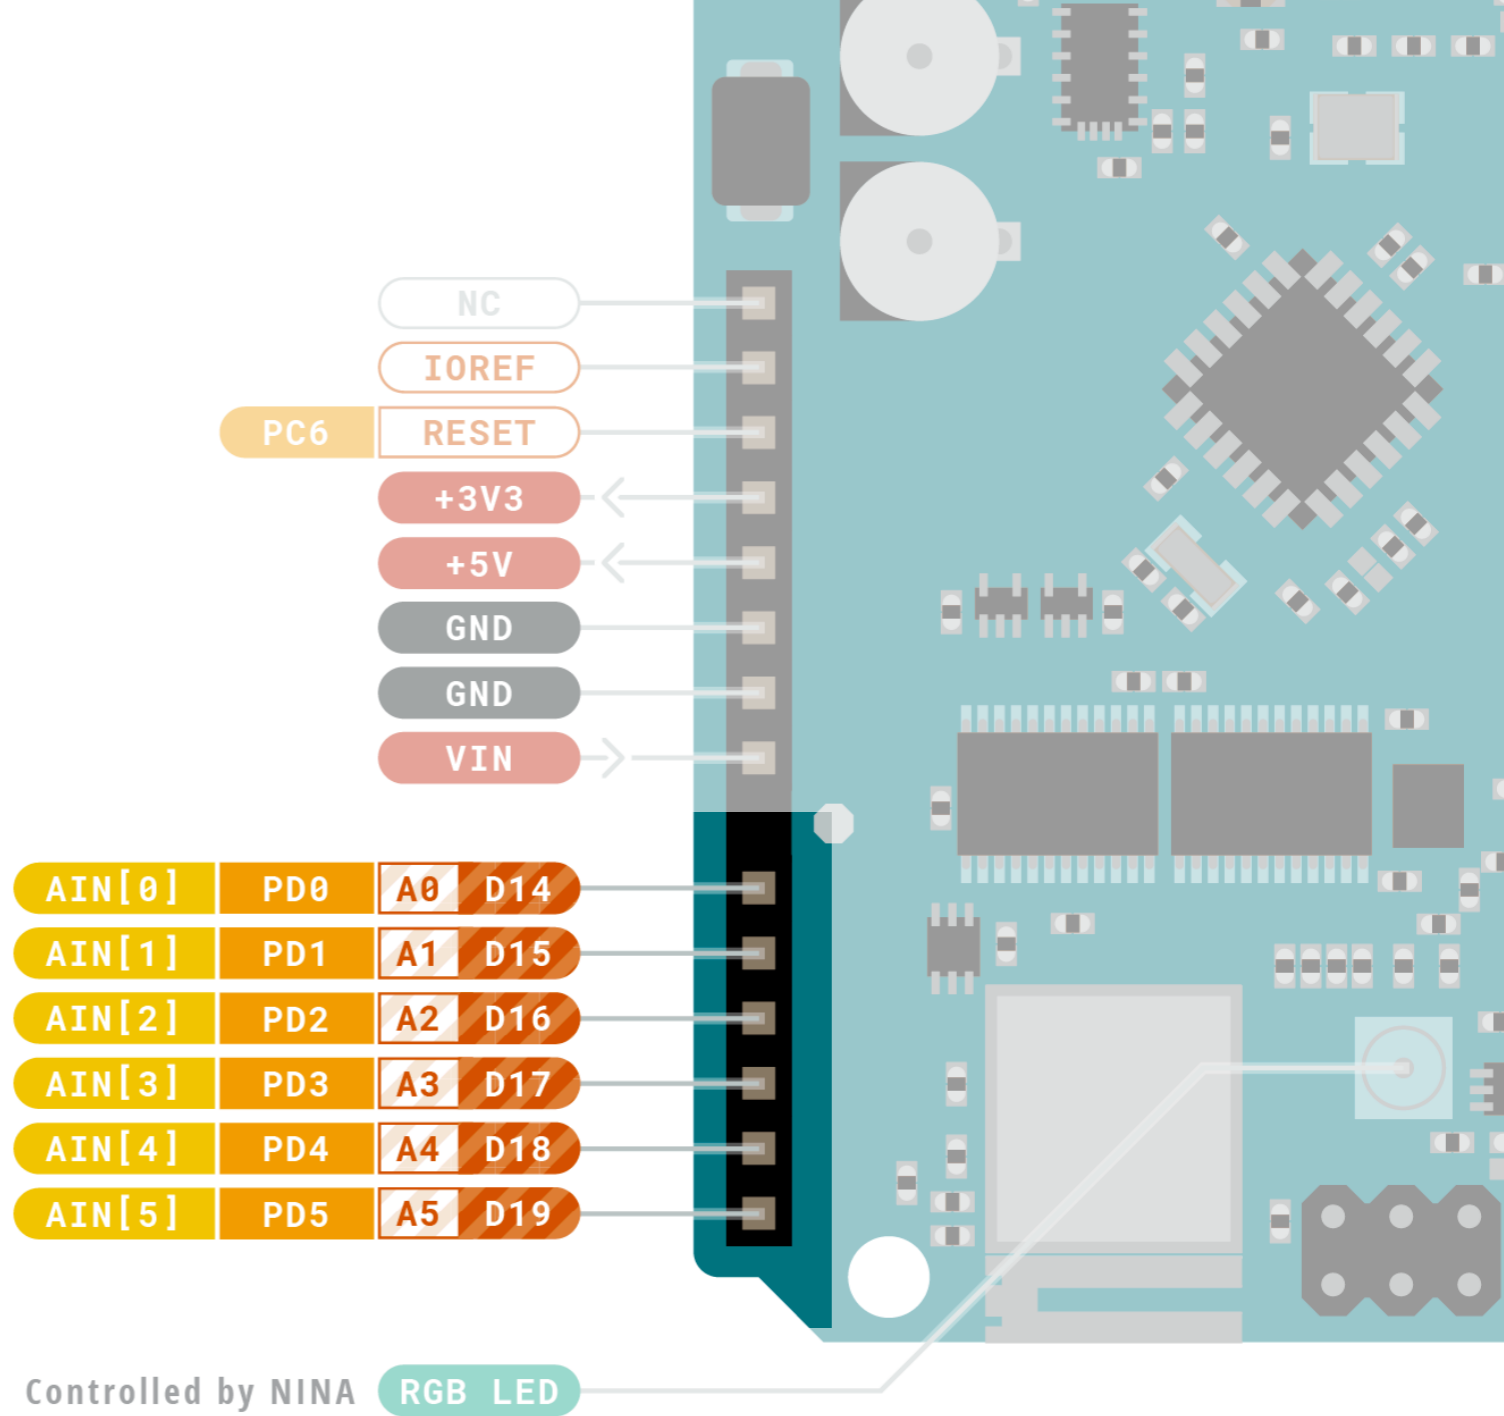 NC
IOREF
PC6 RESET
+3V3
+5V
GND
GND
VIN
AIN[0] PD0 A0 D14
AIN[1] PD1 A1 D15
AIN[2] PD2 A2 D16
AIN[3] PD3 A3 D17
AIN[4] PD4 A4 D18
AIN[5] PD5 A5 D19
Controlled by NINA RGB LED